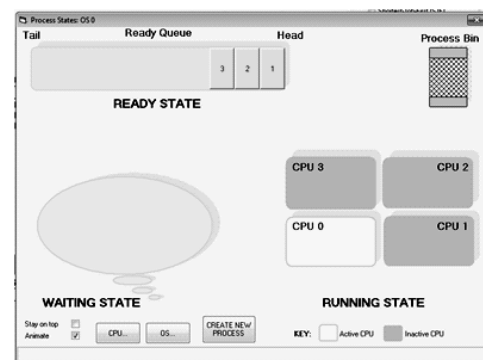 Process States: OS 0
Tail Ready Queue Head Process Bin
3 2 1
READY STATE
CPU 3 CPU 2
CPU 0 CPU 1
WAITING STATE RUNNING STATE
Stay on top
Animate CPU... OS... CREATE NEW
PROCESS KEY: Active CPU Inactive CPU